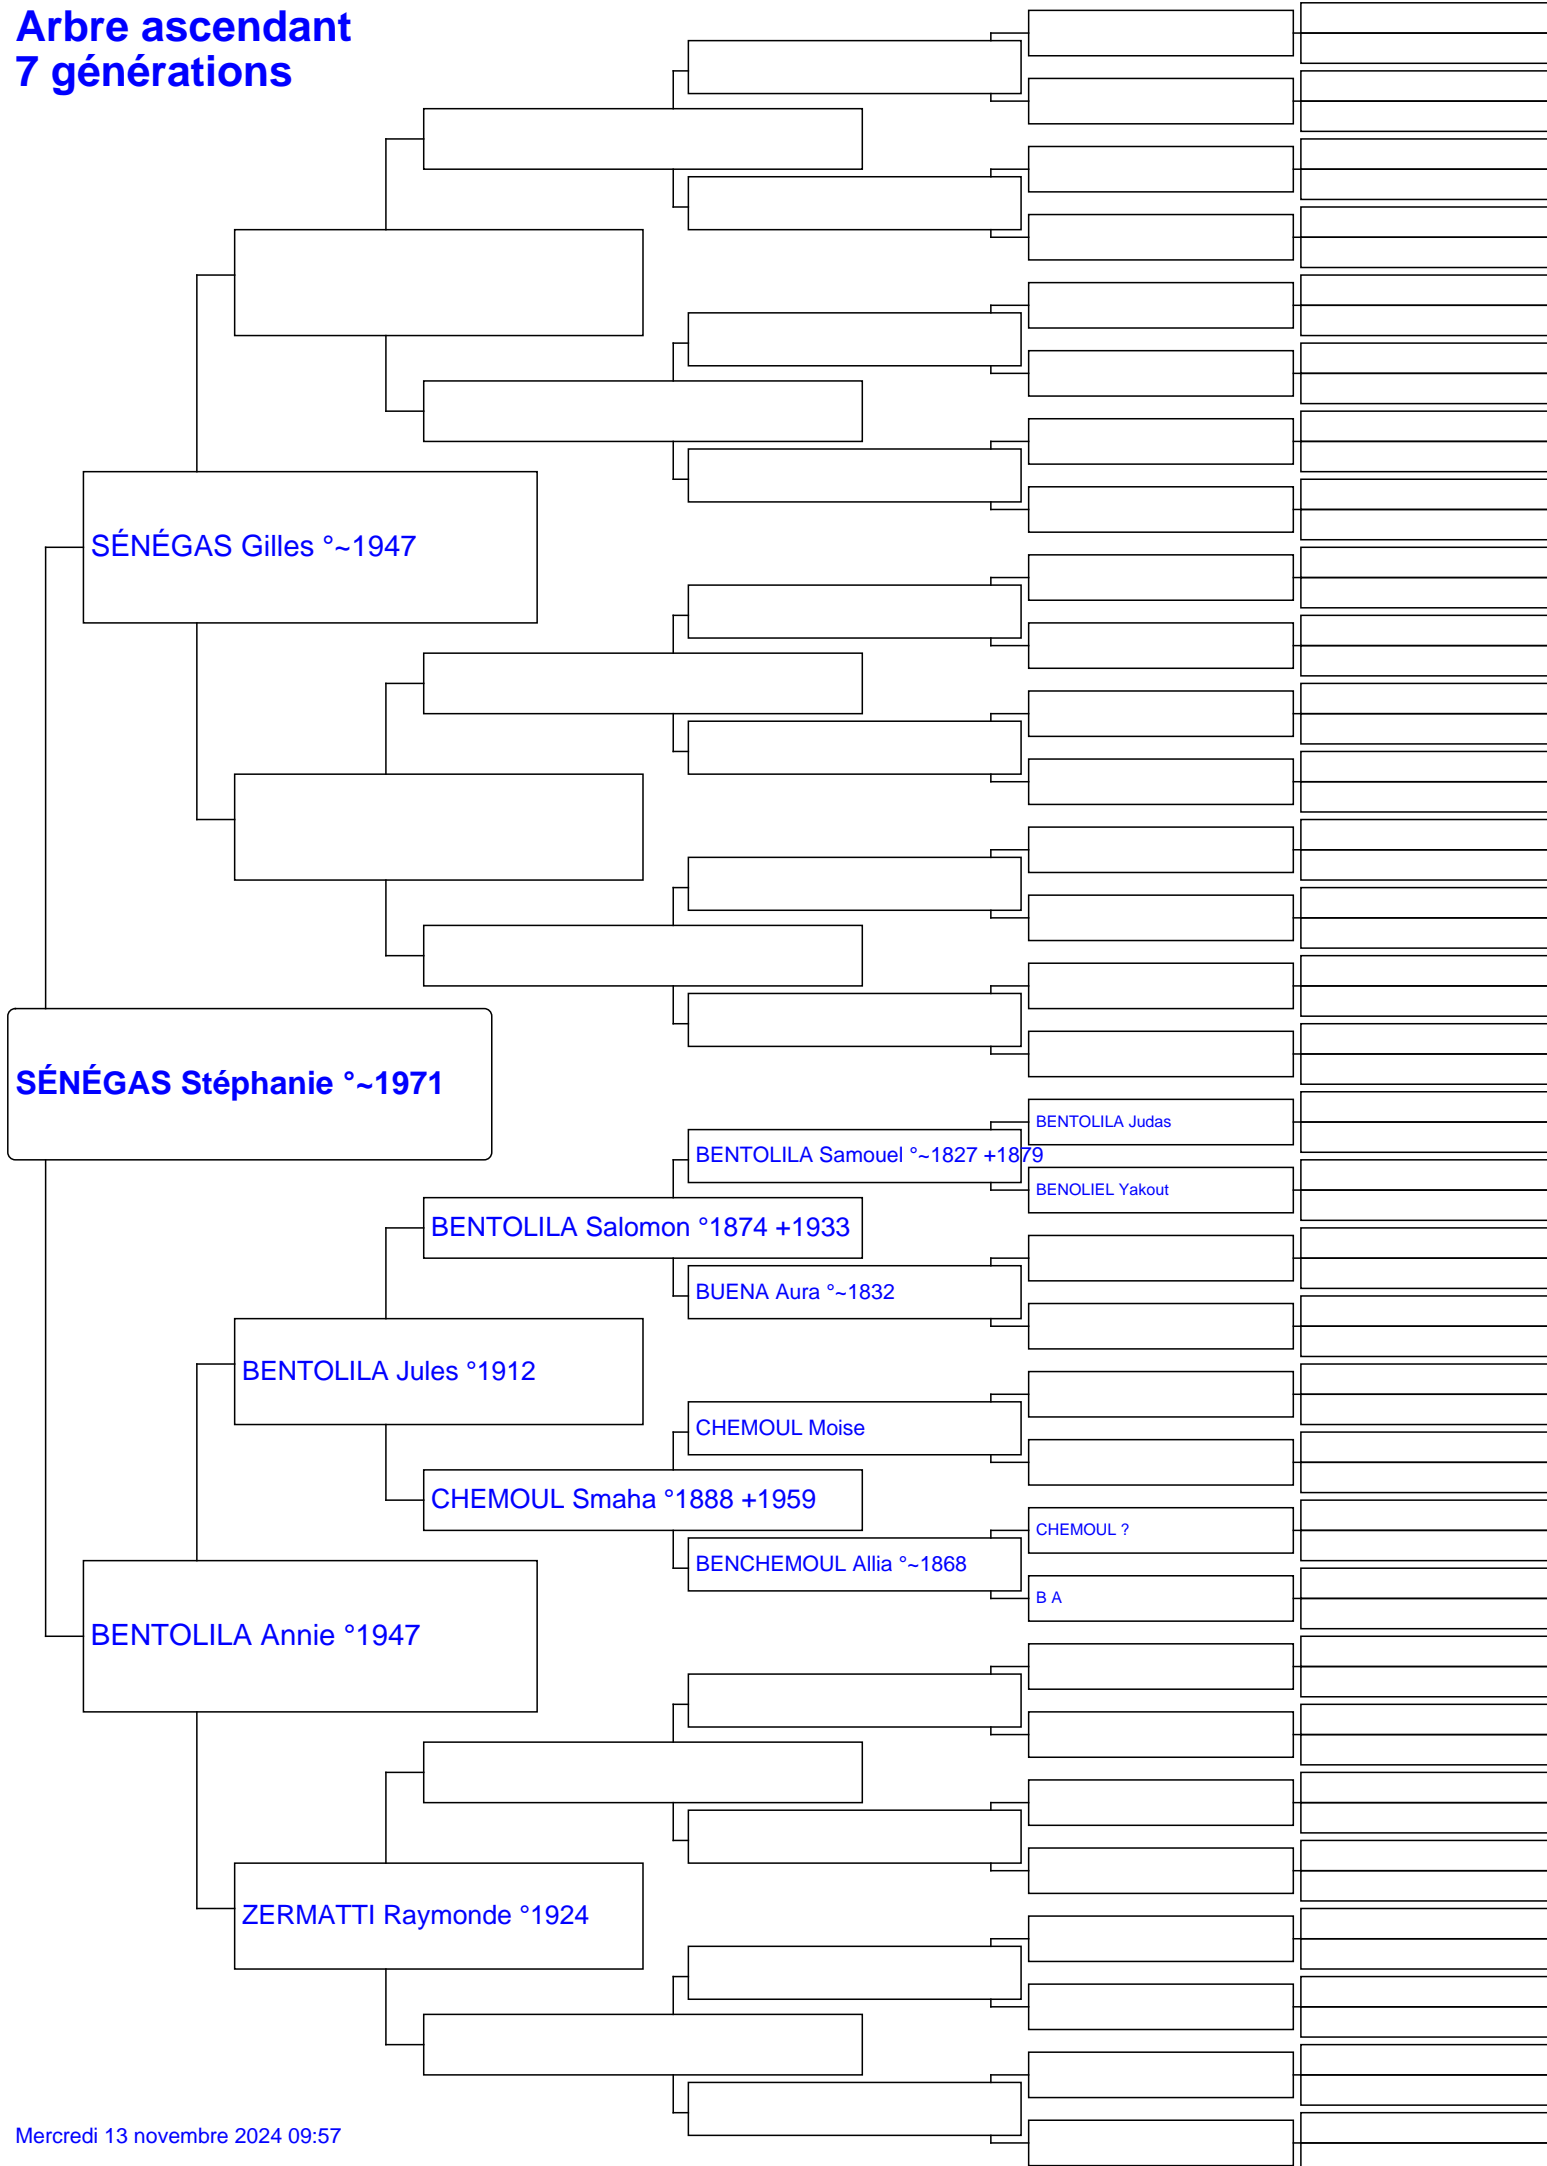 Arbre ascendant
7 générations
SÉNÉGAS Gilles °~1947
SÉNÉGAS Stéphanie °~1971
BENTOLILA Judas
BENTOLILA Samouel °~1827 +1879
BENOLIEL Yakout
BENTOLILA Salomon °1874 +1933
BUENA Aura °~1832
BENTOLILA Jules °1912
CHEMOUL Moise
CHEMOUL Smaha °1888 +1959
CHEMOUL ?
BENCHEMOUL Allia °~1868
B A
BENTOLILA Annie °1947
ZERMATTI Raymonde °1924
Mercredi 13 novembre 2024 09:57